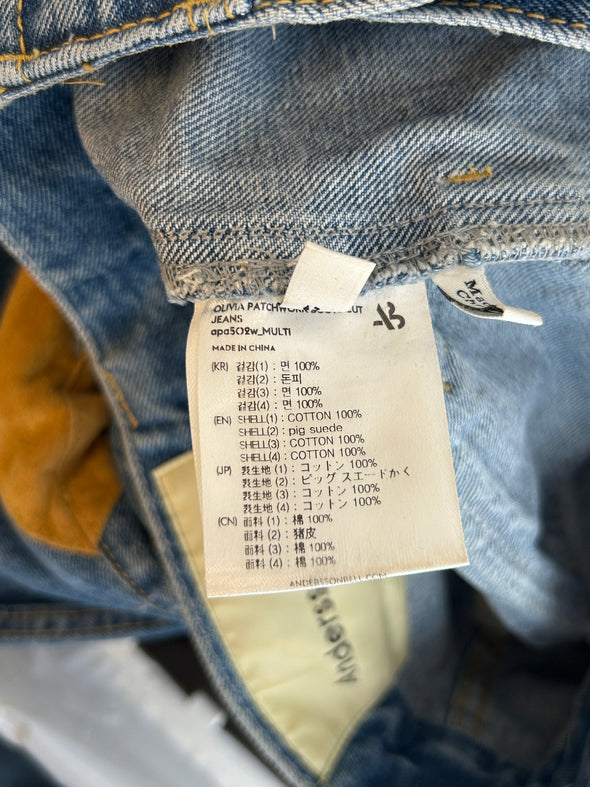 OLIVIA PATCHWORK BOOT CUT
JEANS
apa502w_MULTI
MADE IN CHINA
(KR) 겉감(1) : 면 100%
겉감(2) : 돈피
겉감(3) : 면 100%
겉감(4) : 면 100%
(EN) SHELL(1) : COTTON 100%
SHELL(2) : pig suede
SHELL(3) : COTTON 100%
SHELL(4) : COTTON 100%
(JP) 表生地 (1) : コットン 100%
表生地 (2) : ピッグ スエードかく
表生地 (3) : コットン 100%
表生地 (4) : コットン 100%
(CN) 面料 (1) : 棉 100%
面料 (2) : 猪皮
面料 (3) : 棉 100%
面料 (4) : 棉 100%
ANDERSSONBELL.COM
Anderss